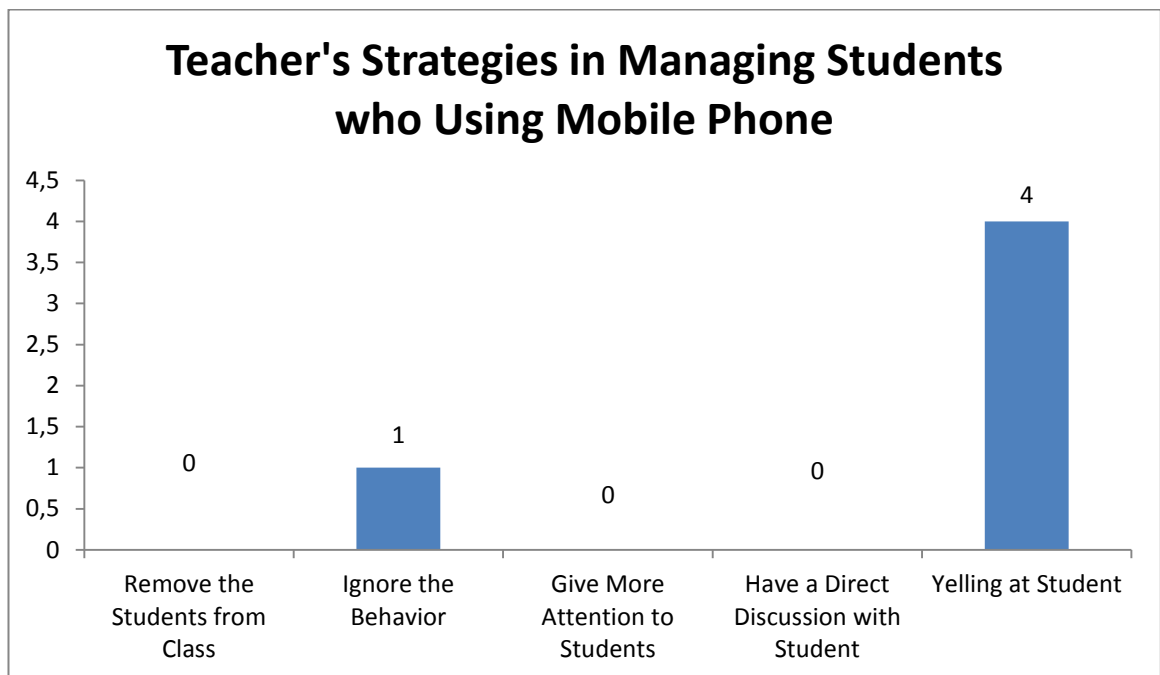 Teacher's Strategies in Managing Students
who Using Mobile Phone
4,5
4
3,5
3
2,5
2
1,5
1
0,5
0
0
1
0
0
4
Remove the
Students from
Class
Ignore the
Behavior
Give More
Attention to
Students
Have a Direct
Discussion with
Student
Yelling at Student